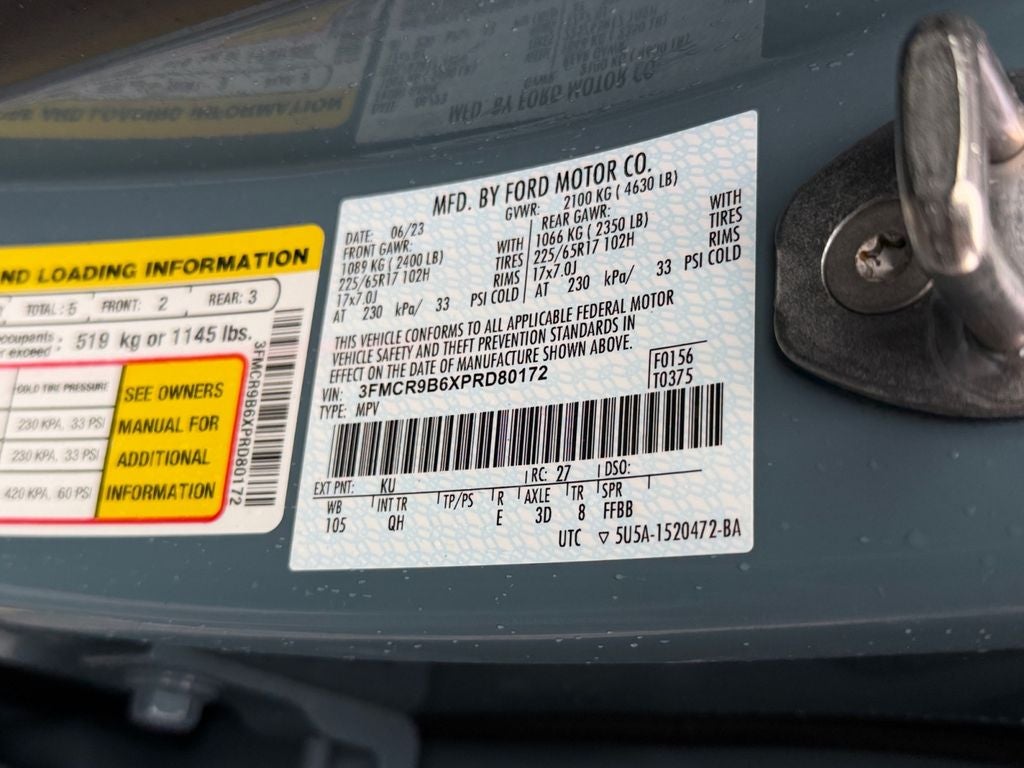 ND LOADING INFORMATION
TOTAL: 5 FRONT: 2 REAR: 3
519 kg or 1145 lbs.
COLD TIRE PRESSURE
230 KPA, 33 PSI
230 KPA, 33 PSI
420 KPA, 60 PSI
SEE OWNERS
MANUAL FOR
ADDITIONAL
INFORMATION
3FMCR9B6XPRD80172
MFD. BY FORD MOTOR CO.
DATE: 06/23 GVWR: 2100 KG ( 4630 LB)
FRONT GAWR: REAR GAWR:
1089 KG ( 2400 LB) WITH 1066 KG ( 2350 LB) WITH
225/65R17 102H TIRES 225/65R17 102H TIRES
17x7.0J RIMS 17x7.0J RIMS
AT 230 kPa/ 33 PSI COLD AT 230 kPa/ 33 PSI COLD
THIS VEHICLE CONFORMS TO ALL APPLICABLE FEDERAL MOTOR
VEHICLE SAFETY AND THEFT PREVENTION STANDARDS IN
EFFECT ON THE DATE OF MANUFACTURE SHOWN ABOVE.
VIN: 3FMCR9B6XPRD80172 F0156
TYPE: MPV T0375
EXT PNT: KU RC: 27 DSO:
WB INT TR TP/PS R AXLE TR SPR
105 QH E 3D 8 FFBB
UTC ▽ 5U5A-1520472-BA